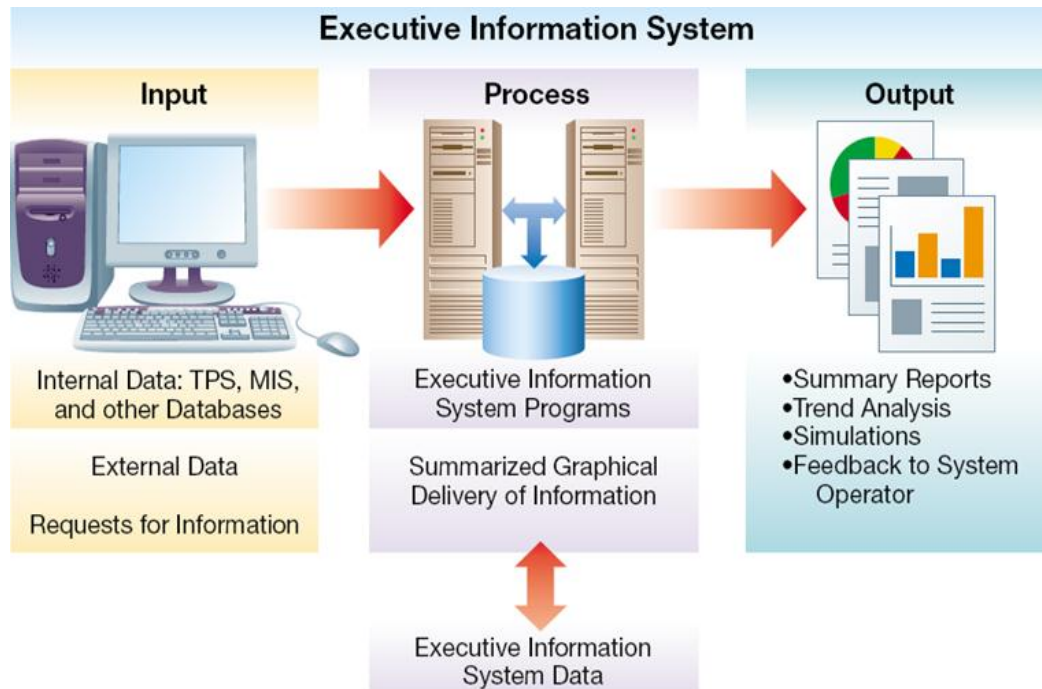 Executive Information System
Input
Internal Data: TPS, MIS,
and other Databases
External Data
Requests for Information
Process
Executive Information
System Programs
Summarized Graphical
Delivery of Information
Executive Information
System Data
Output
•Summary Reports
•Trend Analysis
•Simulations
•Feedback to System
Operator